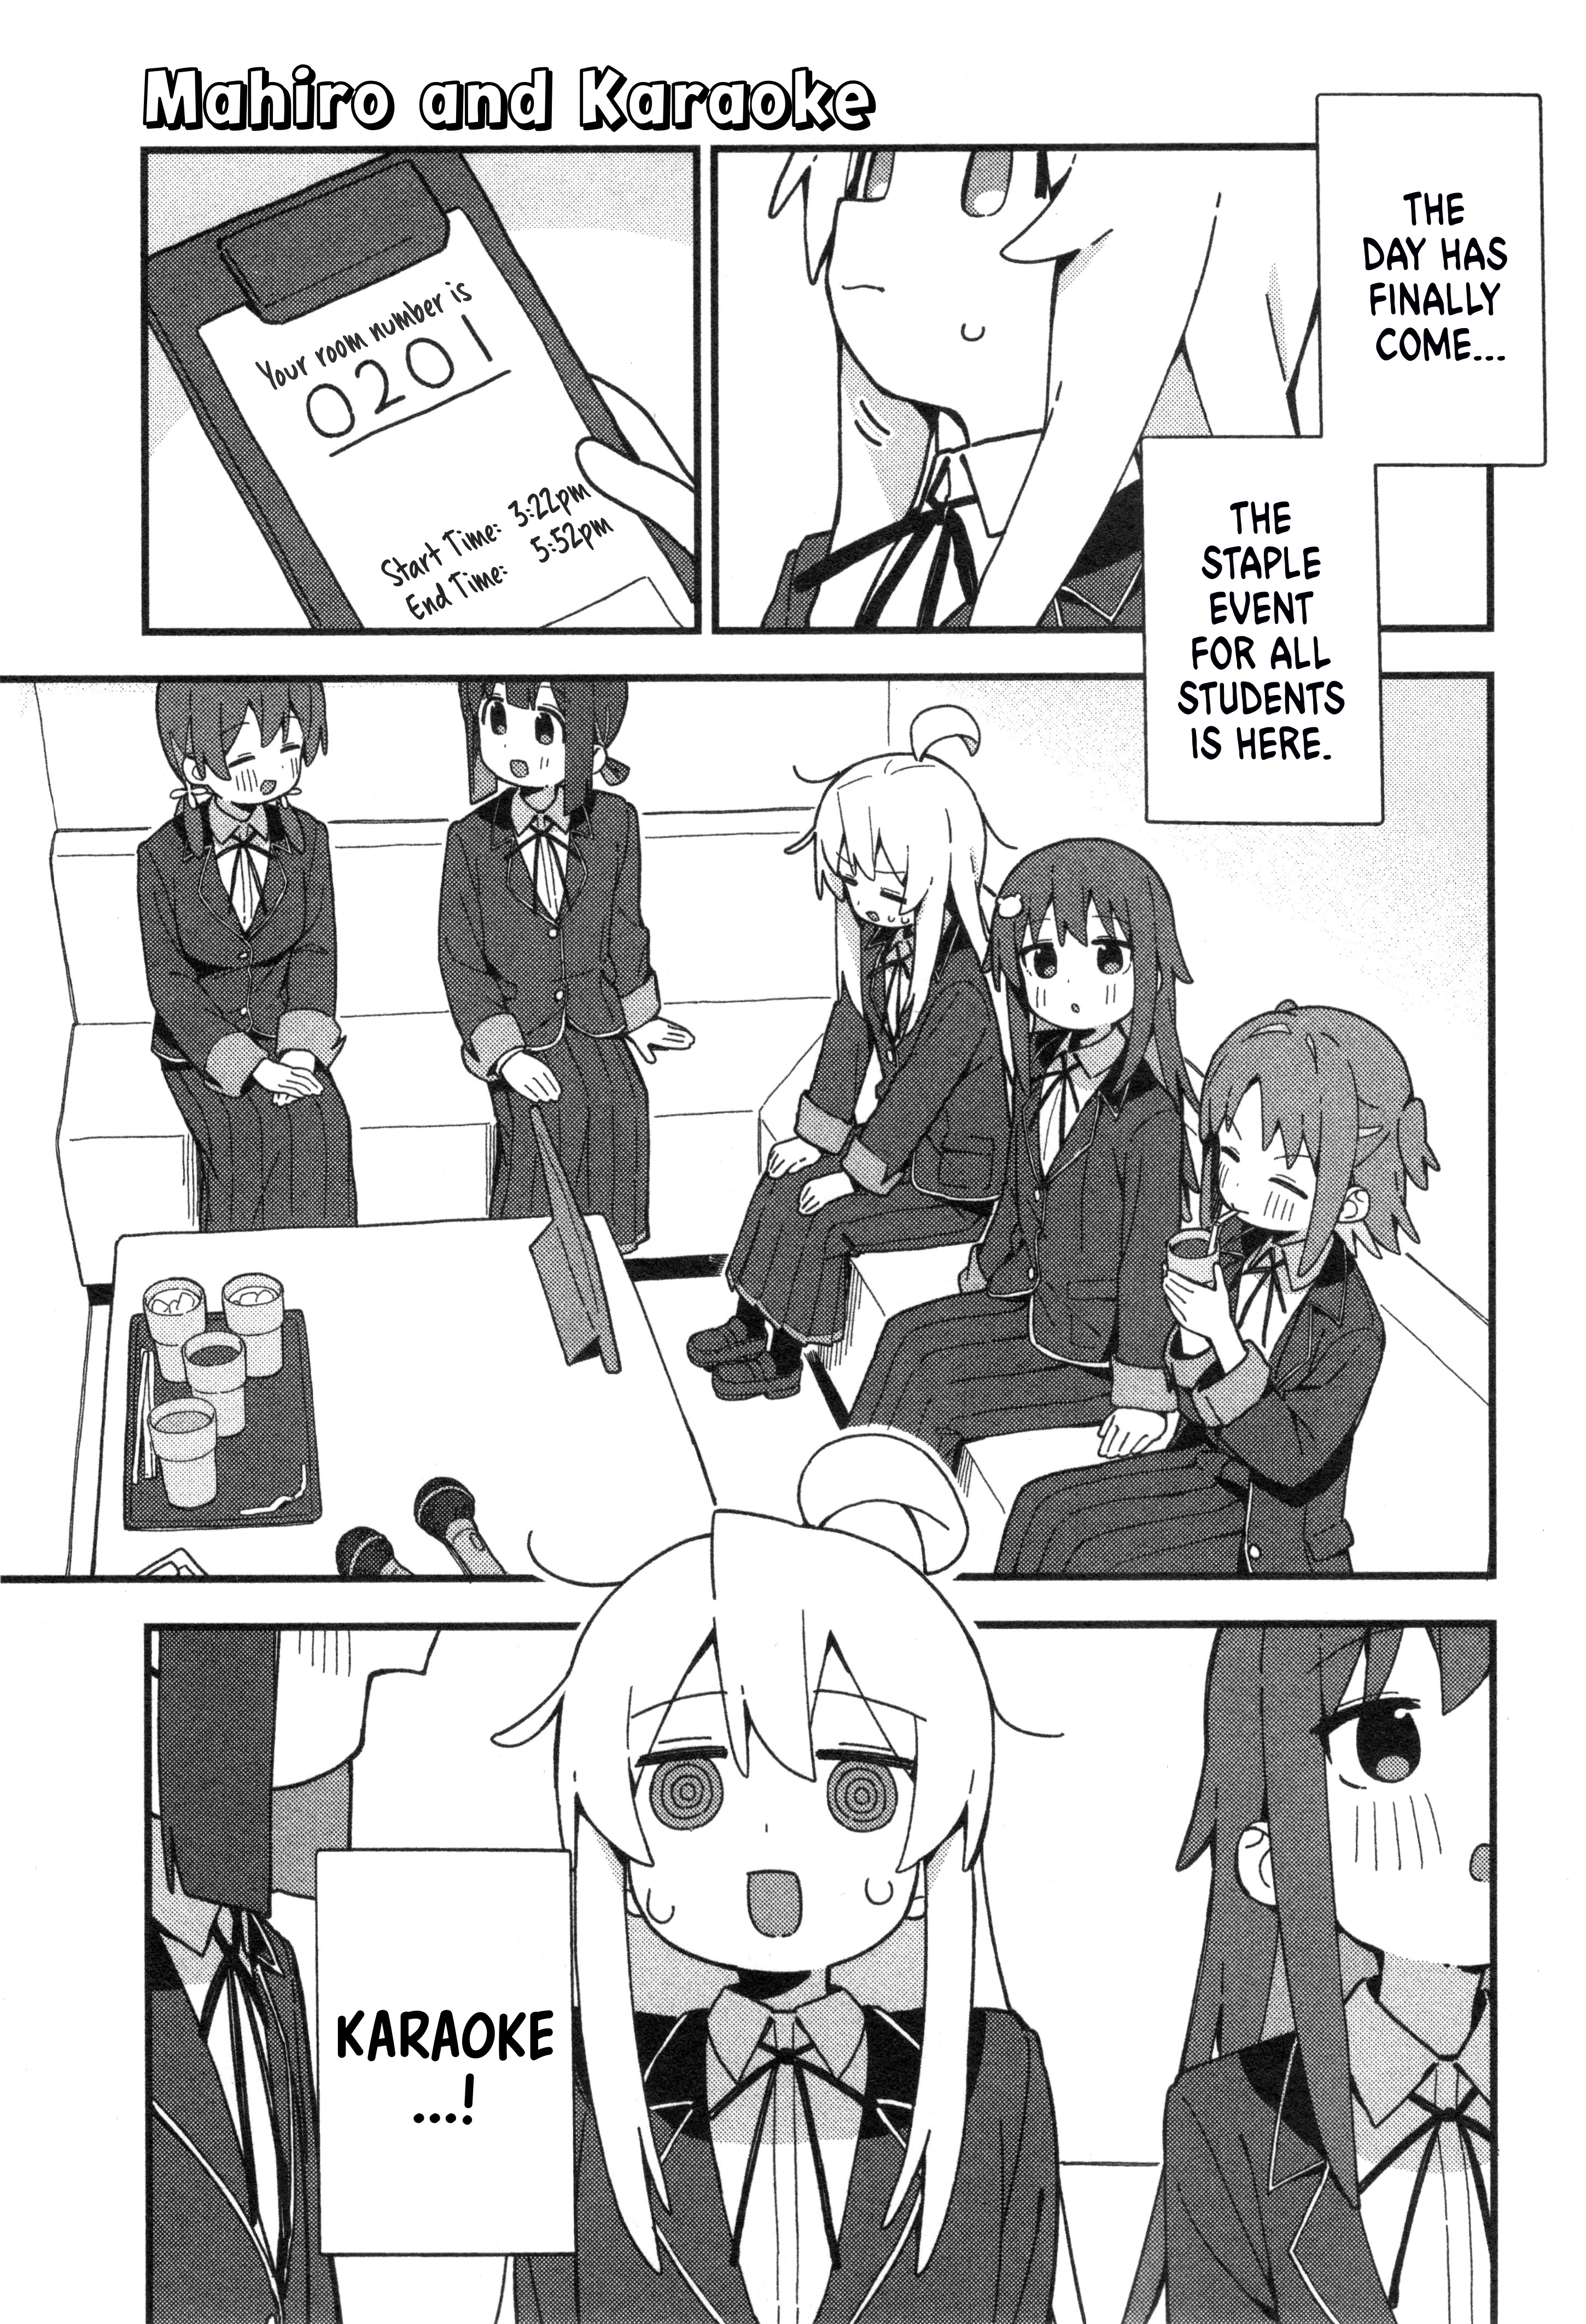 Mahiro and Karaoke
THE
DAY HAS
FINALLY
COME...
THE
STAPLE
EVENT
FOR ALL
STUDENTS
IS HERE.
Your room number is
0201
Start Time: 3:22pm
End Time: 5:52pm
KARAOKE
...!